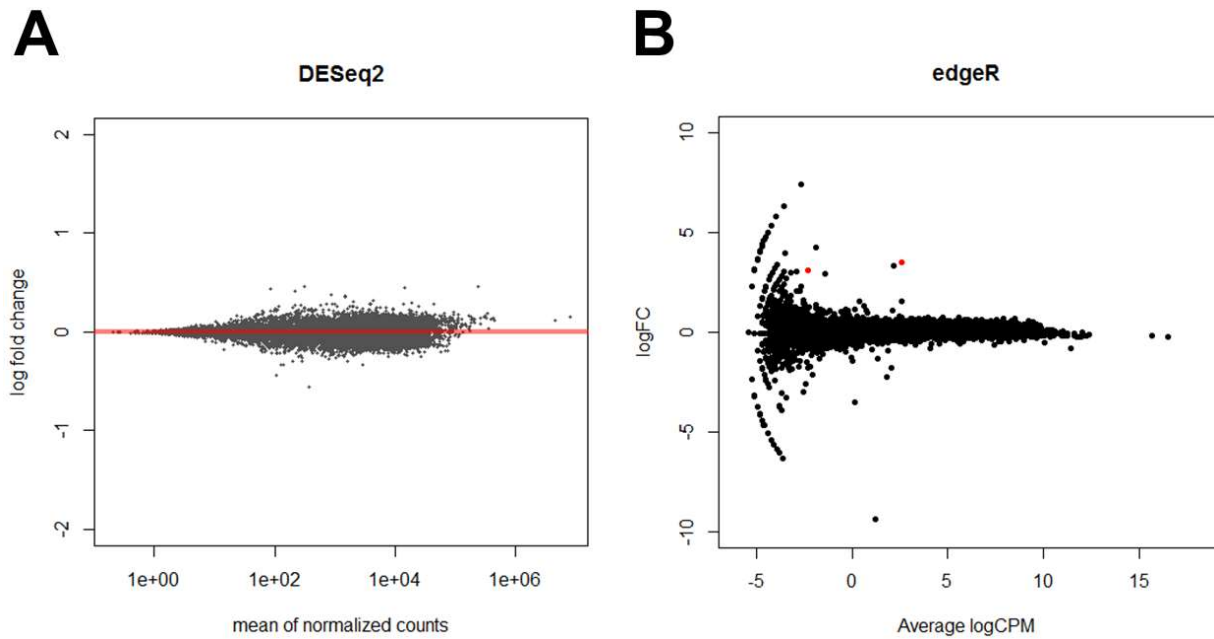 A
DESeq2
log fold change
2
1
0
-1
-2
1e+00 1e+02 1e+04 1e+06
mean of normalized counts
B
edgeR
logFC
10
5
0
-5
-10
-5 0 5 10 15
Average logCPM